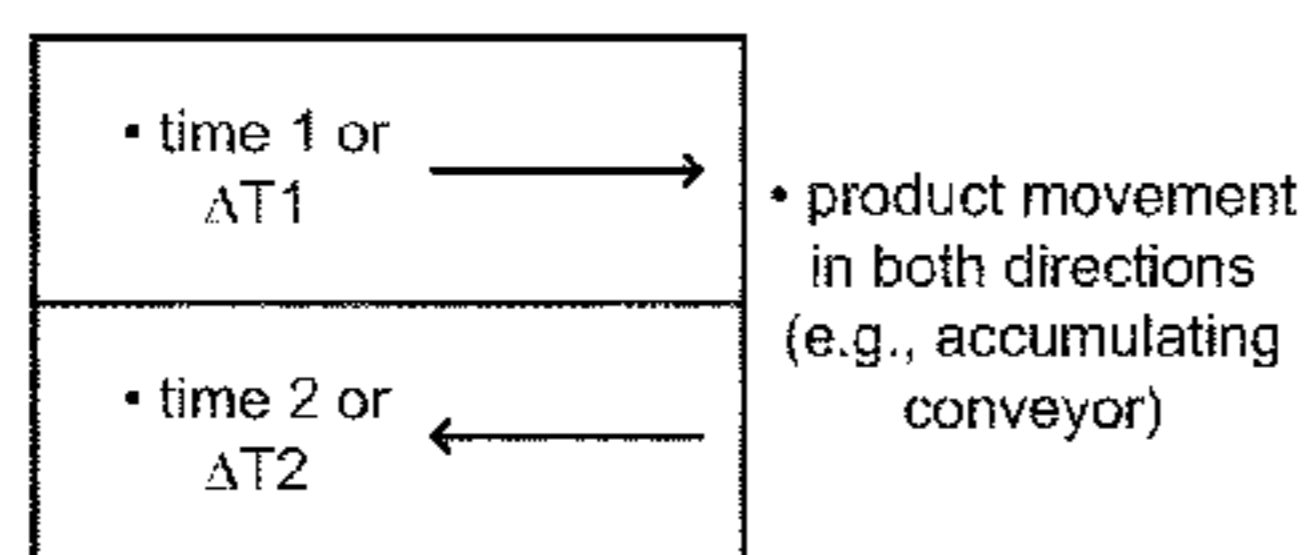 • time 1 or
ΔT1
• product movement
in both directions
(e.g., accumulating
conveyor)
• time 2 or
ΔT2